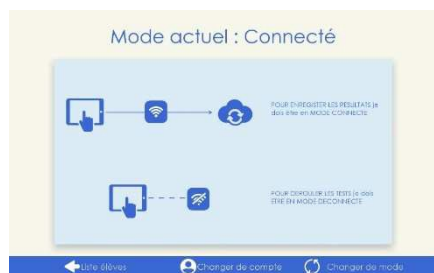 Mode actuel : Connecté
POUR ENREGISTER LES RESULTATS je
dois être en MODE CONNECTE
POUR DEROULER LES TESTS je dois
ETRE EN MODE DECONNECTE
Liste élèves
Changer de compte
Changer de mode